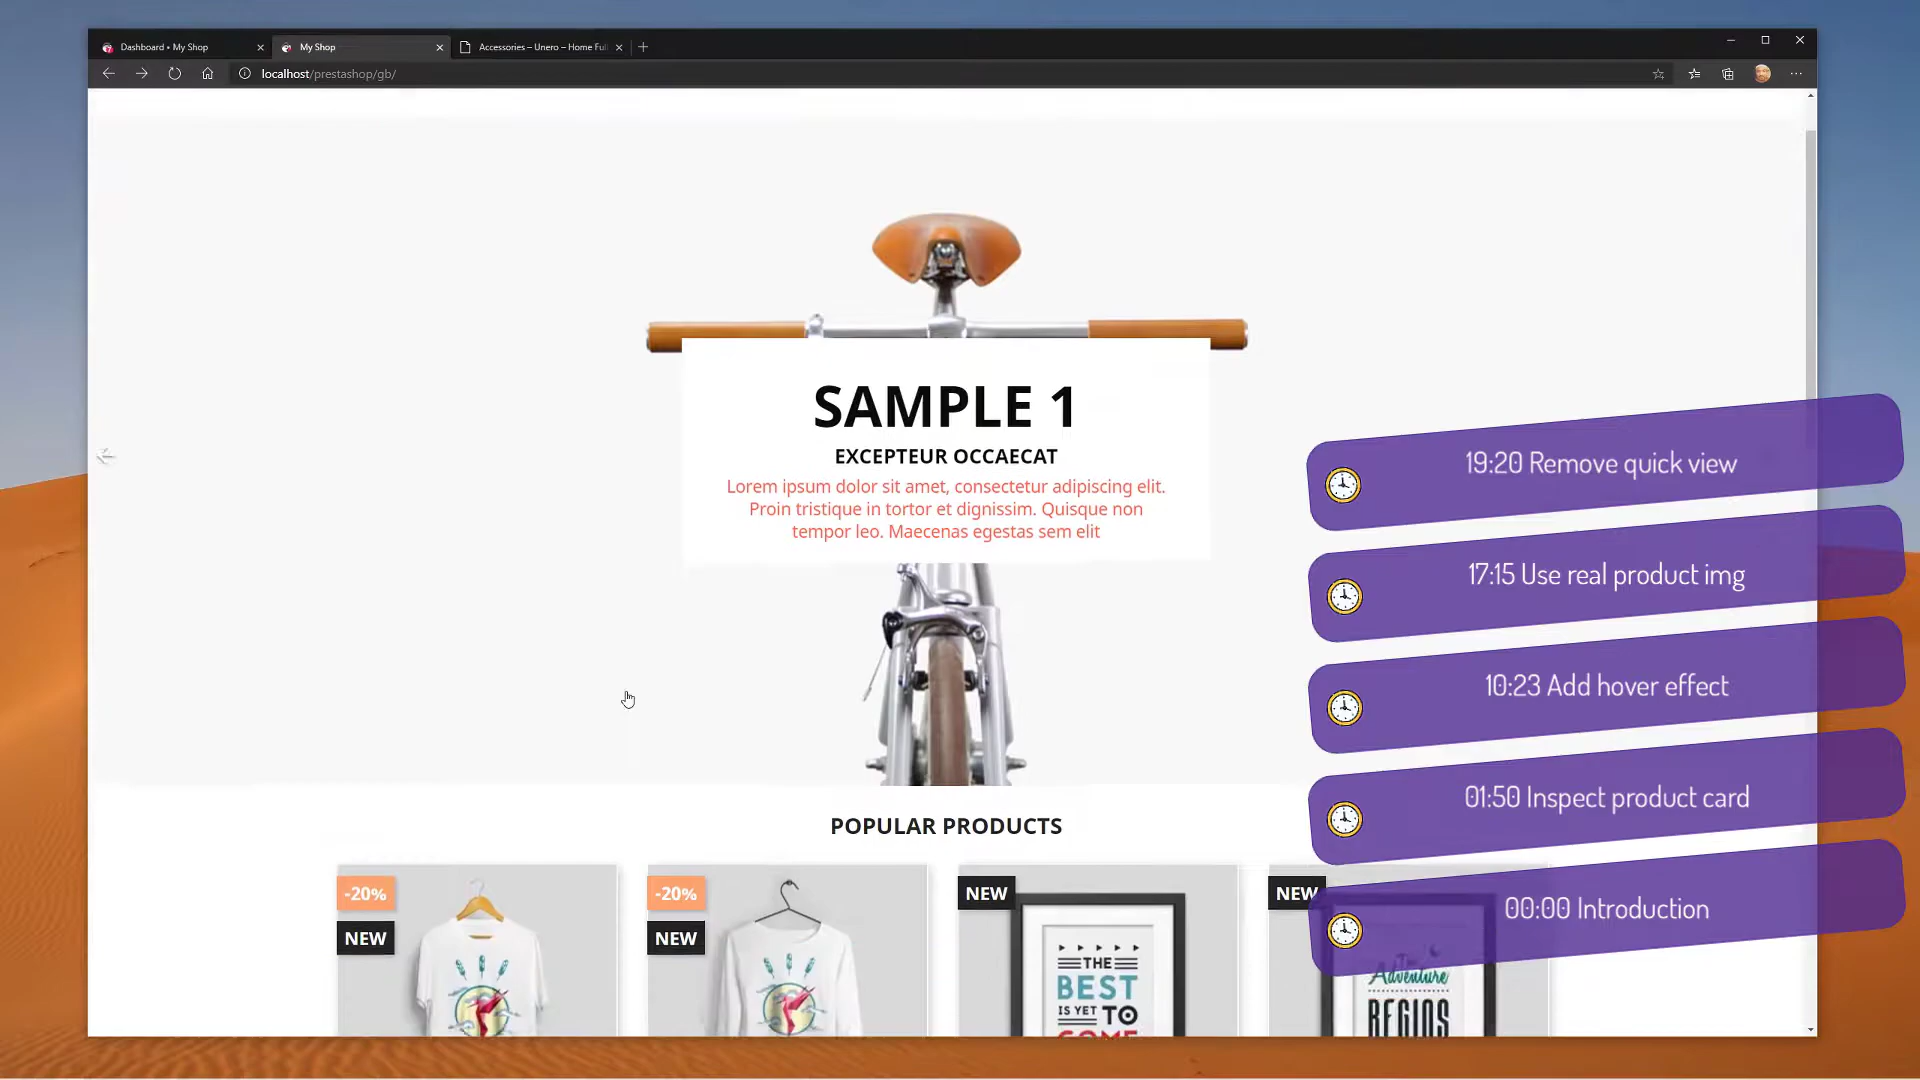 Dashboard • My Shop
My Shop
Accessories – Unero – Home Ful
localhost/prestashop/gb/
SAMPLE 1
EXCEPTEUR OCCAECAT
Lorem ipsum dolor sit amet, consectetur adipiscing elit.
Proin tristique in tortor et dignissim. Quisque non
tempor leo. Maecenas egestas sem elit
19:20 Remove quick view
17:15 Use real product img
10:23 Add hover effect
01:50 Inspect product card
00:00 Introduction
POPULAR PRODUCTS
-20%
NEW
-20%
NEW
NEW
THE
BEST
IS YET TO
COME
NEW
The
Adventure
BEGINS